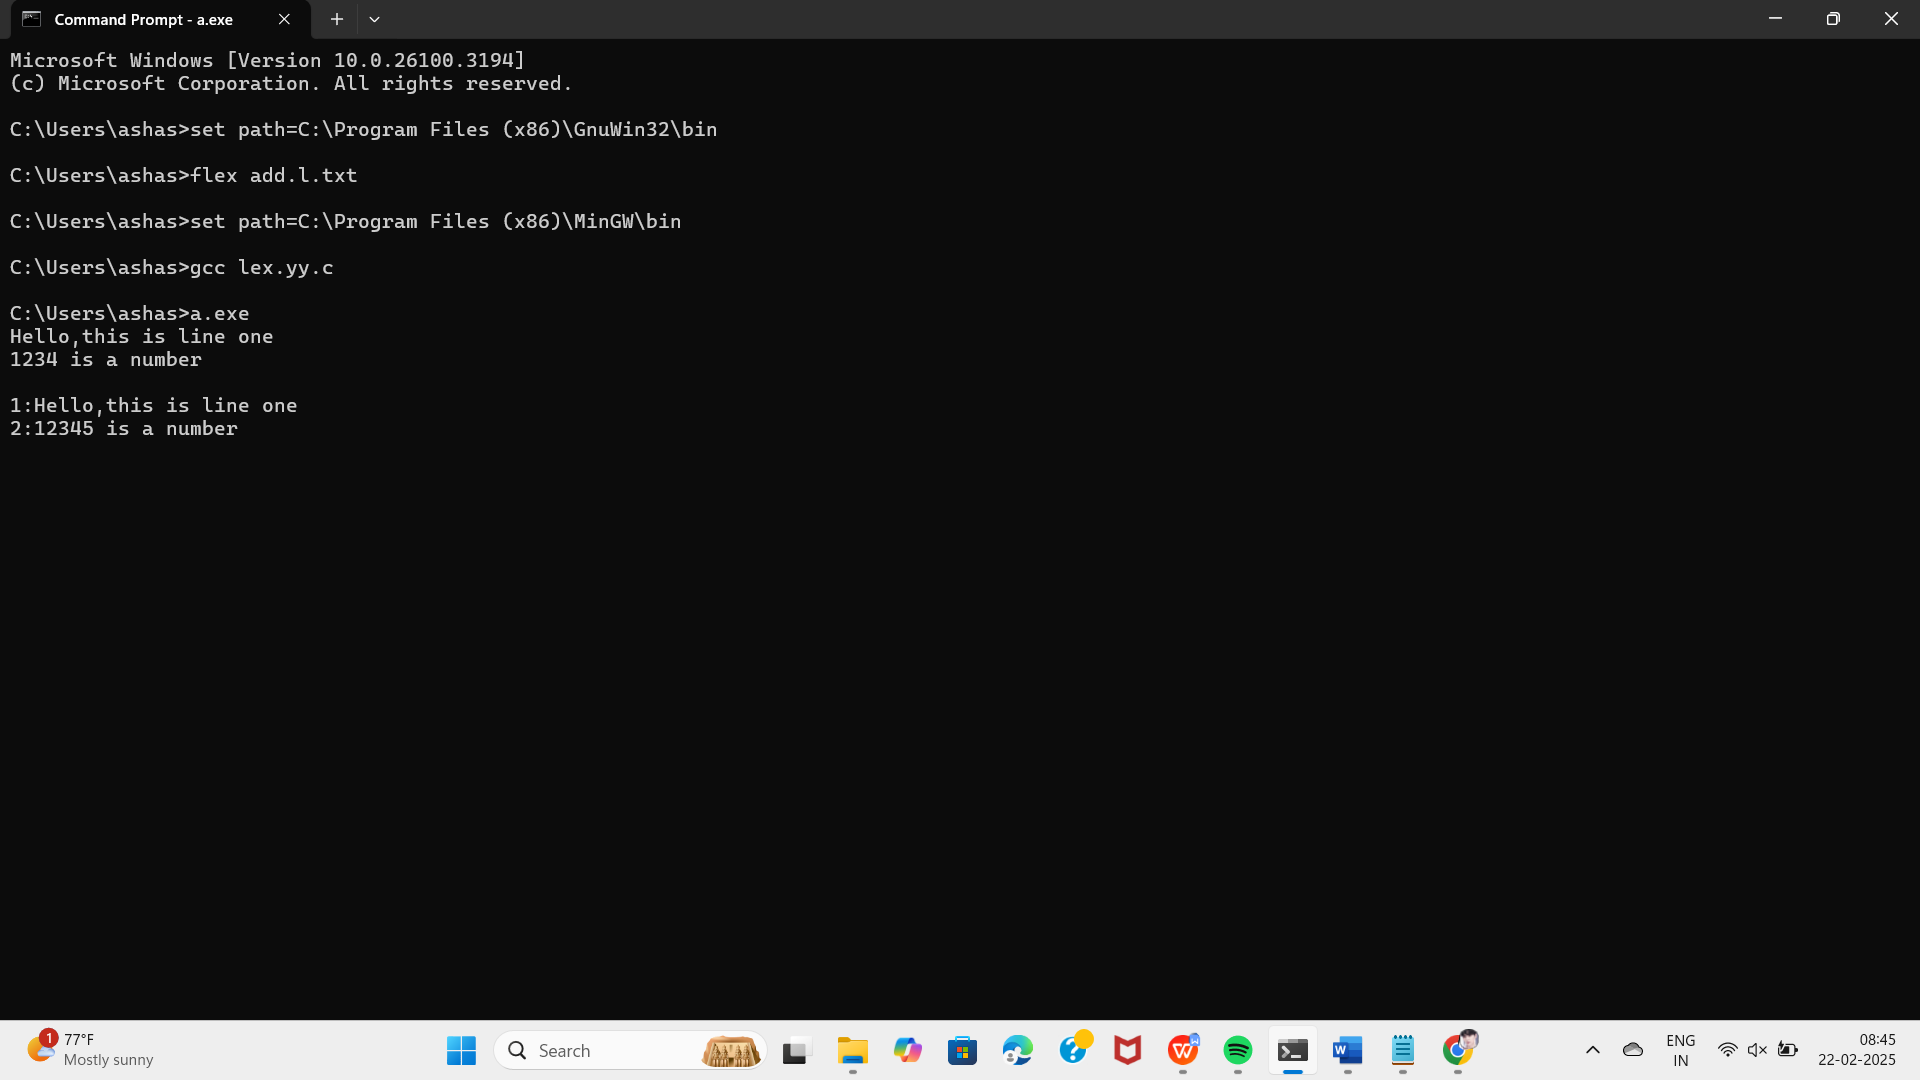 Command Prompt - a.exe
Microsoft Windows [Version 10.0.26100.3194]
(c) Microsoft Corporation. All rights reserved.
C:\Users\ashas>set path=C:\Program Files (x86)\GnuWin32\bin
C:\Users\ashas>flex add.l.txt
C:\Users\ashas>set path=C:\Program Files (x86)\MinGW\bin
C:\Users\ashas>gcc lex.yy.c
C:\Users\ashas>a.exe
Hello,this is line one
1234 is a number
1:Hello,this is line one
2:12345 is a number
1
77°F
Mostly sunny
Search
ENG
IN
08:45
22-02-2025